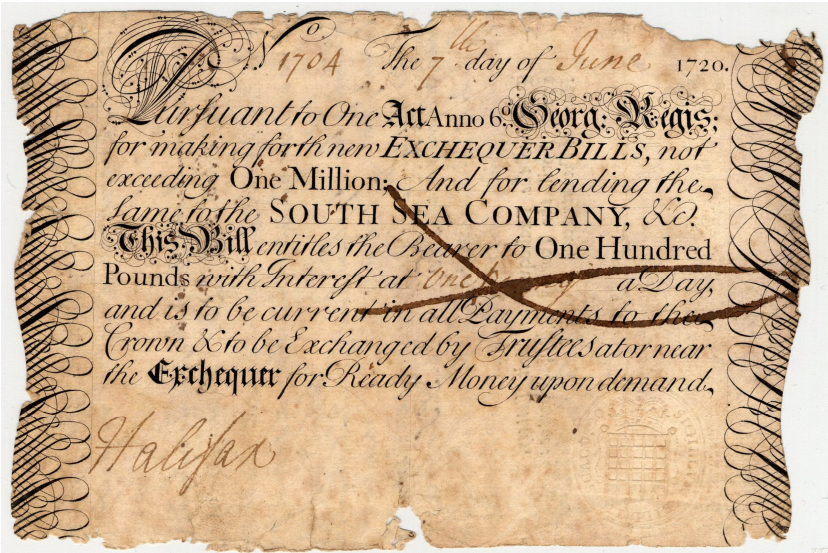 No 1704 The 7th day of June 1720.
Purſuant to One Act Anno 6o. Georg: Regis;
for making forth new EXCHEQUER BILLS, not
exceeding One Million; And for lending the
Same to the SOUTH SEA COMPANY, &c.
This Bill entitles the Bearer to One Hundred
Pounds with Intereſt at One penny a Day,
and is to be current in all Payments to the
Crown & to be Exchanged by Truſtees at or near
the Exchequer for Ready Money upon demand
Halifax